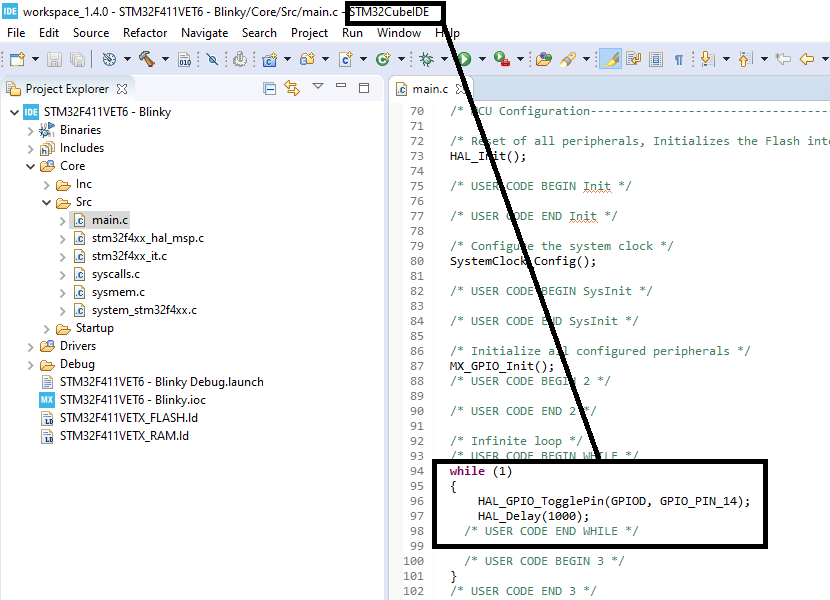 IDE workspace_1.4.0 - STM32F411VET6 - Blinky/Core/Src/main.c - STM32CubeIDE
File Edit Source Refactor Navigate Search Project Run Window Help
010
Project Explorer
IDE STM32F411VET6 - Blinky
Binaries
Includes
Core
Inc
Src
.c main.c
.c stm32f4xx_hal_msp.c
.c stm32f4xx_it.c
.c syscalls.c
.c sysmem.c
.c system_stm32f4xx.c
Startup
Drivers
Debug
STM32F411VET6 - Blinky Debug.launch
MX STM32F411VET6 - Blinky.ioc
LD STM32F411VETX_FLASH.ld
LD STM32F411VETX_RAM.ld
.c main.c
70 /* MCU Configuration--------------------------------
71
72 /* Reset of all peripherals, Initializes the Flash inte
73 HAL_Init();
74
75 /* USER CODE BEGIN Init */
76
77 /* USER CODE END Init */
78
79 /* Configure the system clock */
80 SystemClock_Config();
81
82 /* USER CODE BEGIN SysInit */
83
84 /* USER CODE END SysInit */
85
86 /* Initialize all configured peripherals */
87 MX_GPIO_Init();
88 /* USER CODE BEGIN 2 */
89
90 /* USER CODE END 2 */
91
92 /* Infinite loop */
93 /* USER CODE BEGIN WHILE */
94 while (1)
95 {
96 HAL_GPIO_TogglePin(GPIOD, GPIO_PIN_14);
97 HAL_Delay(1000);
98 /* USER CODE END WHILE */
99
100 /* USER CODE BEGIN 3 */
101 }
102 /* USER CODE END 3 */